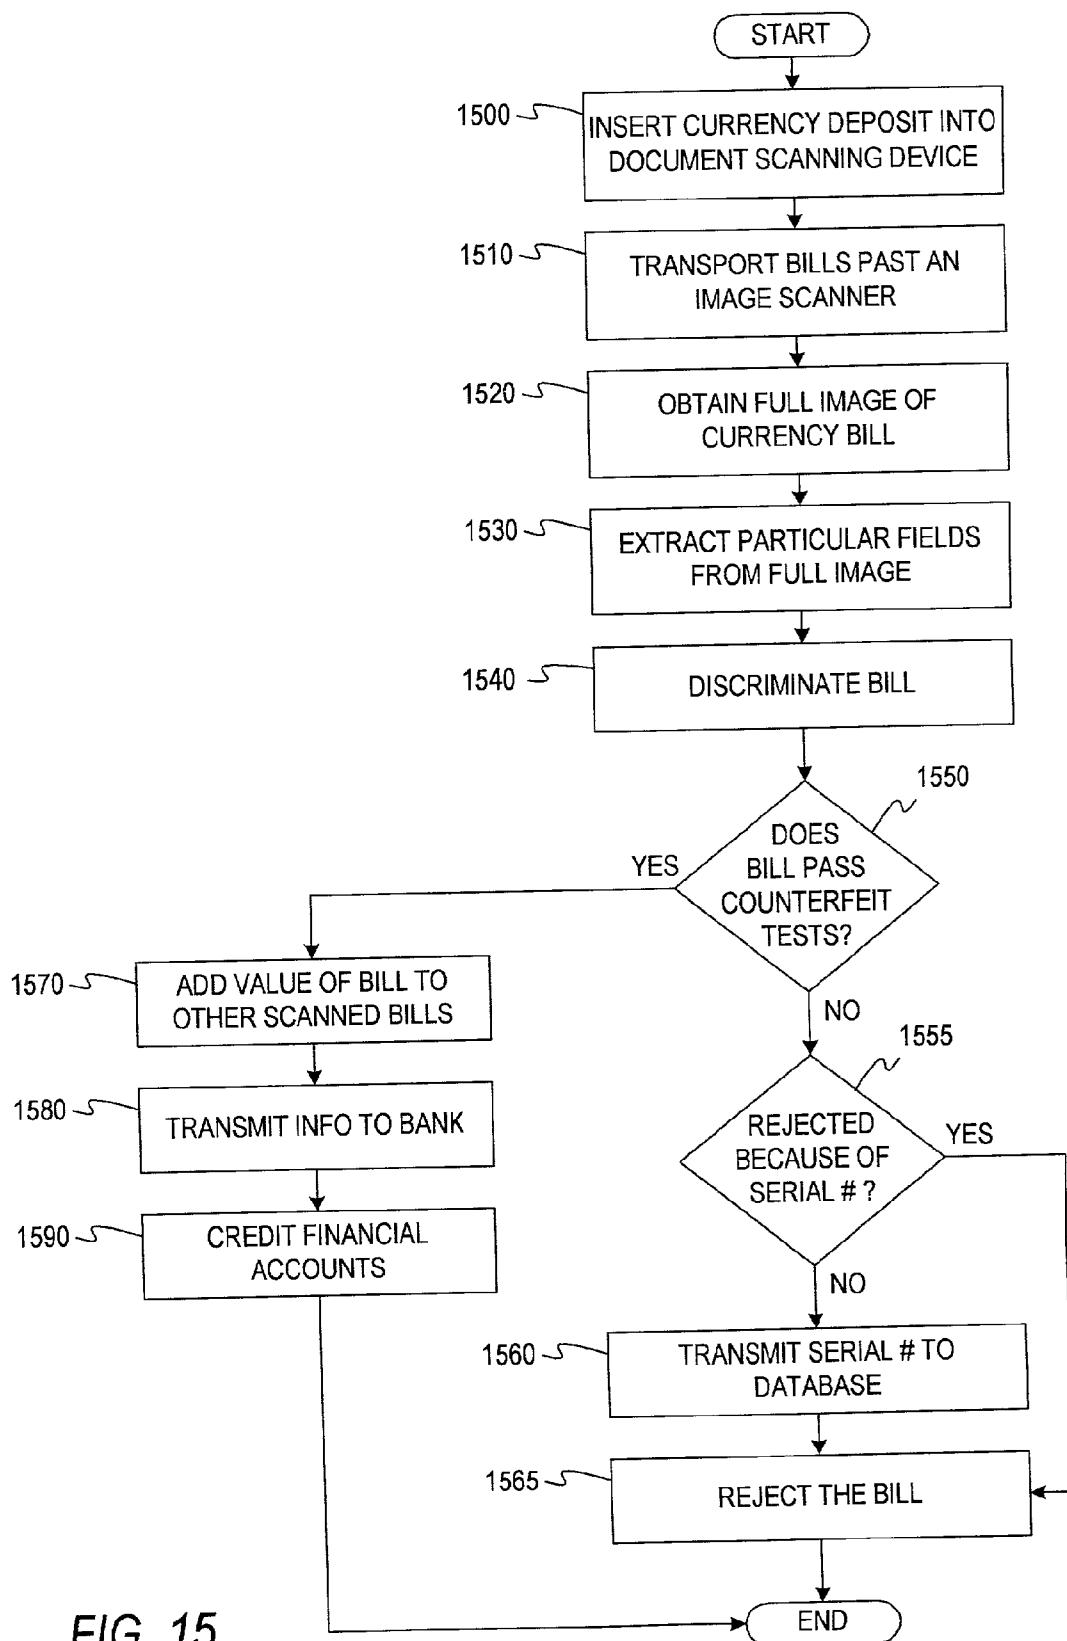 START
1500
INSERT CURRENCY DEPOSIT INTO
DOCUMENT SCANNING DEVICE
1510
TRANSPORT BILLS PAST AN
IMAGE SCANNER
1520
OBTAIN FULL IMAGE OF
CURRENCY BILL
1530
EXTRACT PARTICULAR FIELDS
FROM FULL IMAGE
1540
DISCRIMINATE BILL
1550
DOES
BILL PASS
COUNTERFEIT
TESTS?
YES
NO
1570
ADD VALUE OF BILL TO
OTHER SCANNED BILLS
1580
TRANSMIT INFO TO BANK
1590
CREDIT FINANCIAL
ACCOUNTS
1555
REJECTED
BECAUSE OF
SERIAL # ?
YES
NO
1560
TRANSMIT SERIAL # TO
DATABASE
1565
REJECT THE BILL
END
FIG. 15